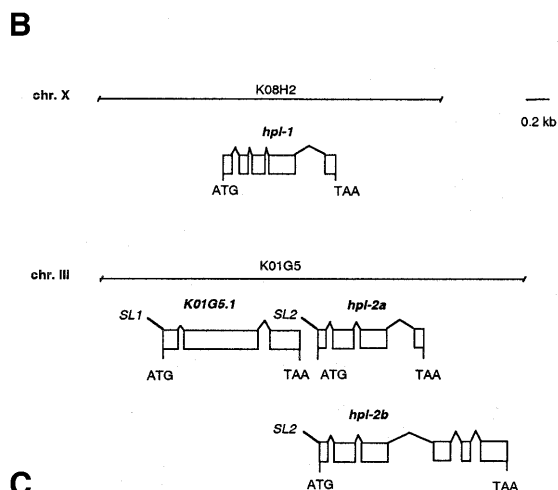 B
chr. X
K08H2
0.2 kb
hpl-1
ATG TAA
chr. III
K01G5
SL1 K01G5.1 SL2 hpl-2a
ATG TAA ATG TAA
SL2 hpl-2b
ATG TAA
C